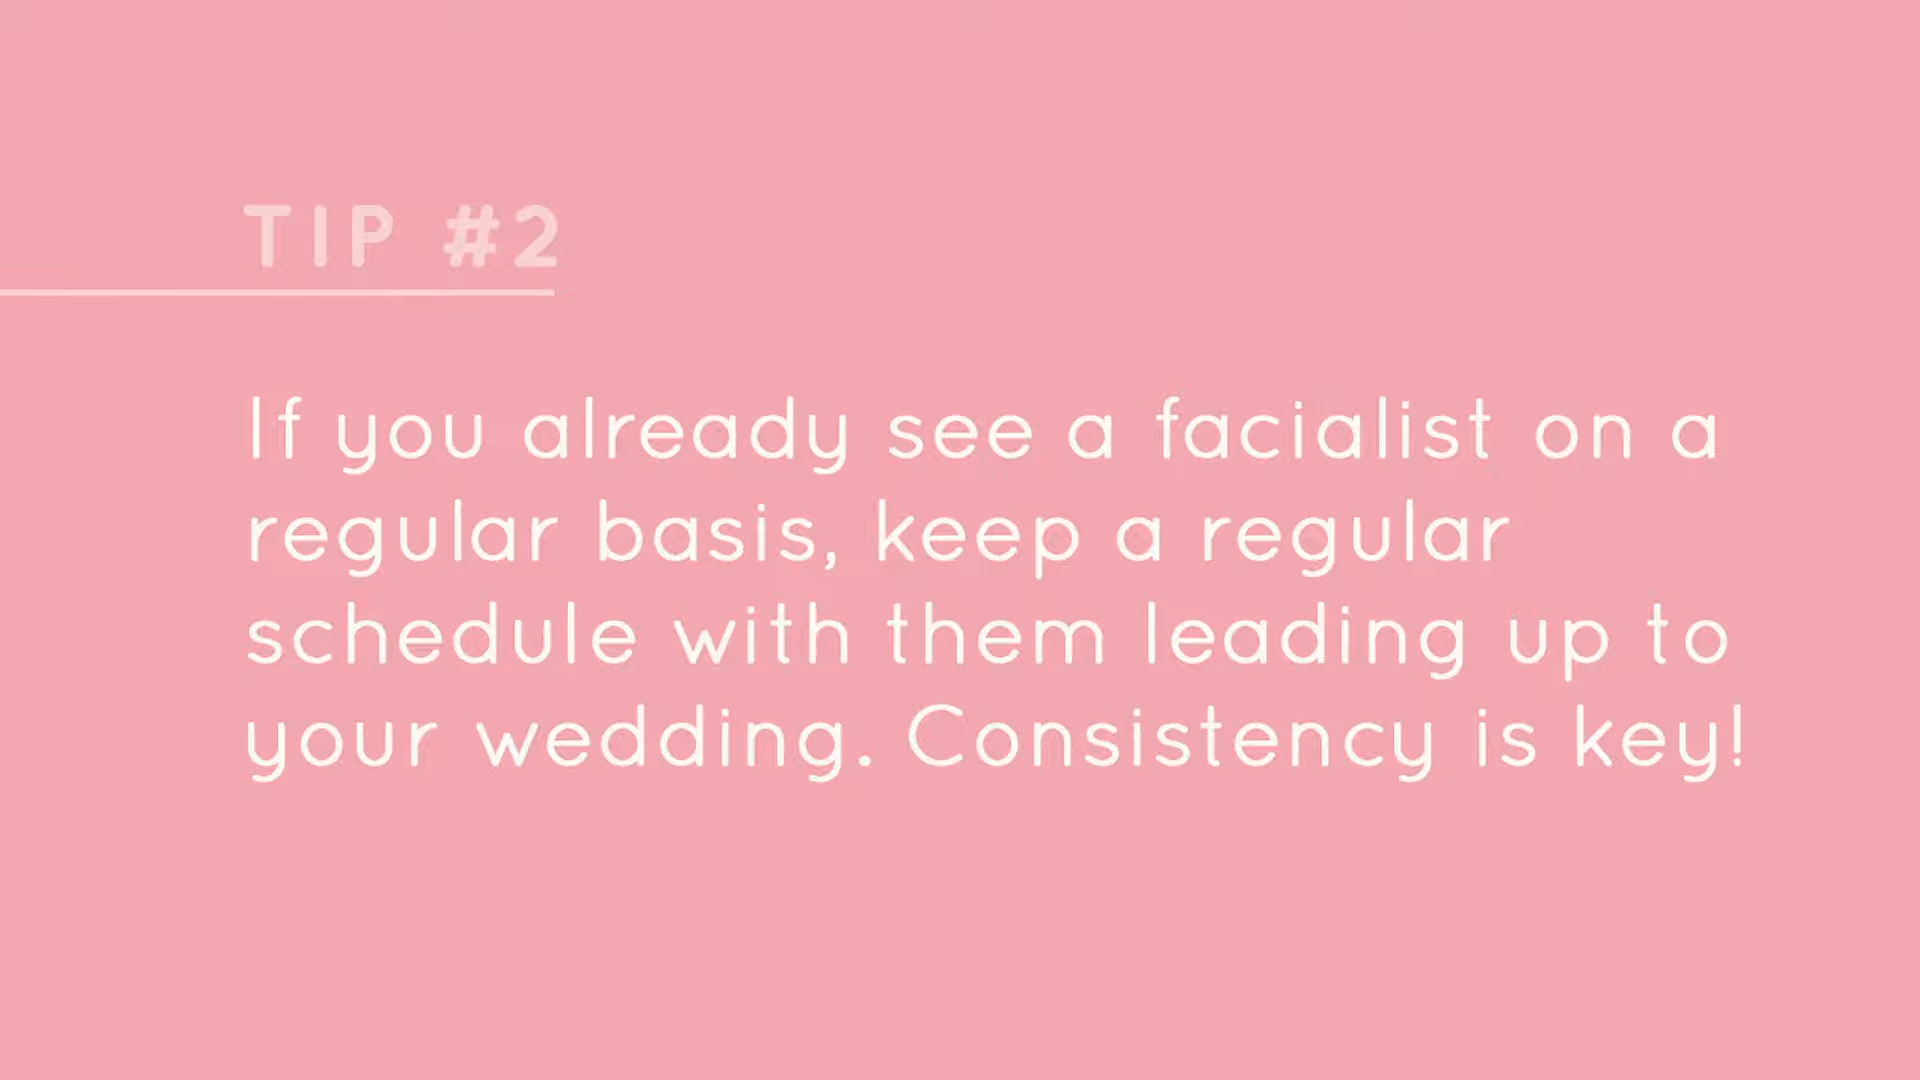 TIP #2
If you already see a facialist on a
regular basis, keep a regular
schedule with them leading up to
your wedding. Consistency is key!